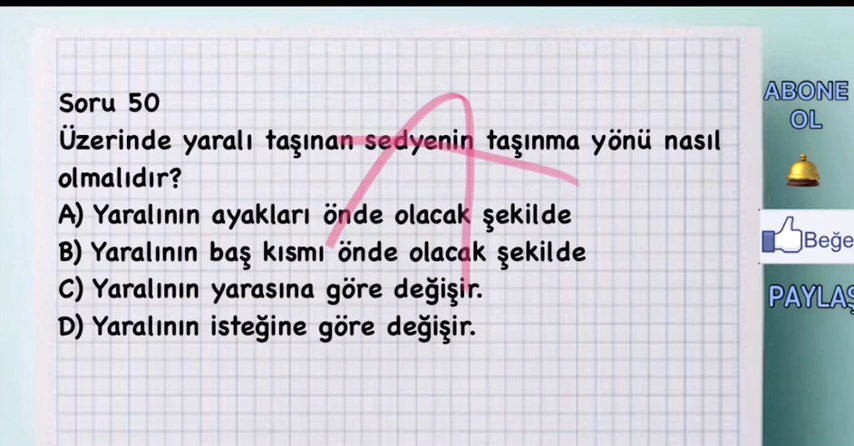 Soru 50
Üzerinde yaralı taşınan sedyenin taşınma yönü nasıl
olmalıdır?
A) Yaralının ayakları önde olacak şekilde
B) Yaralının baş kısmı önde olacak şekilde
C) Yaralının yarasına göre değişir.
D) Yaralının isteğine göre değişir.
A
ABONE
OL
Beğe
PAYLAŞ